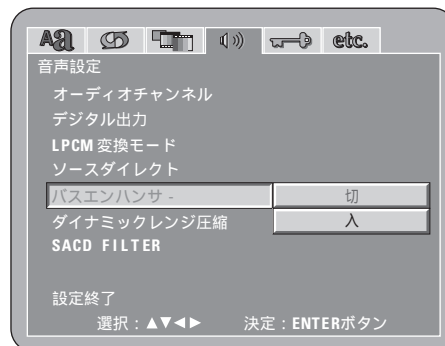 Aa etc.
音声設定
オーディオチャンネル
デジタル出力
LPCM 変換モード
ソースダイレクト
バスエンハンサ - 切
ダイナミックレンジ圧縮 入
SACD FILTER
設定終了
選択：▲▼◀▶ 決定：ENTERボタン